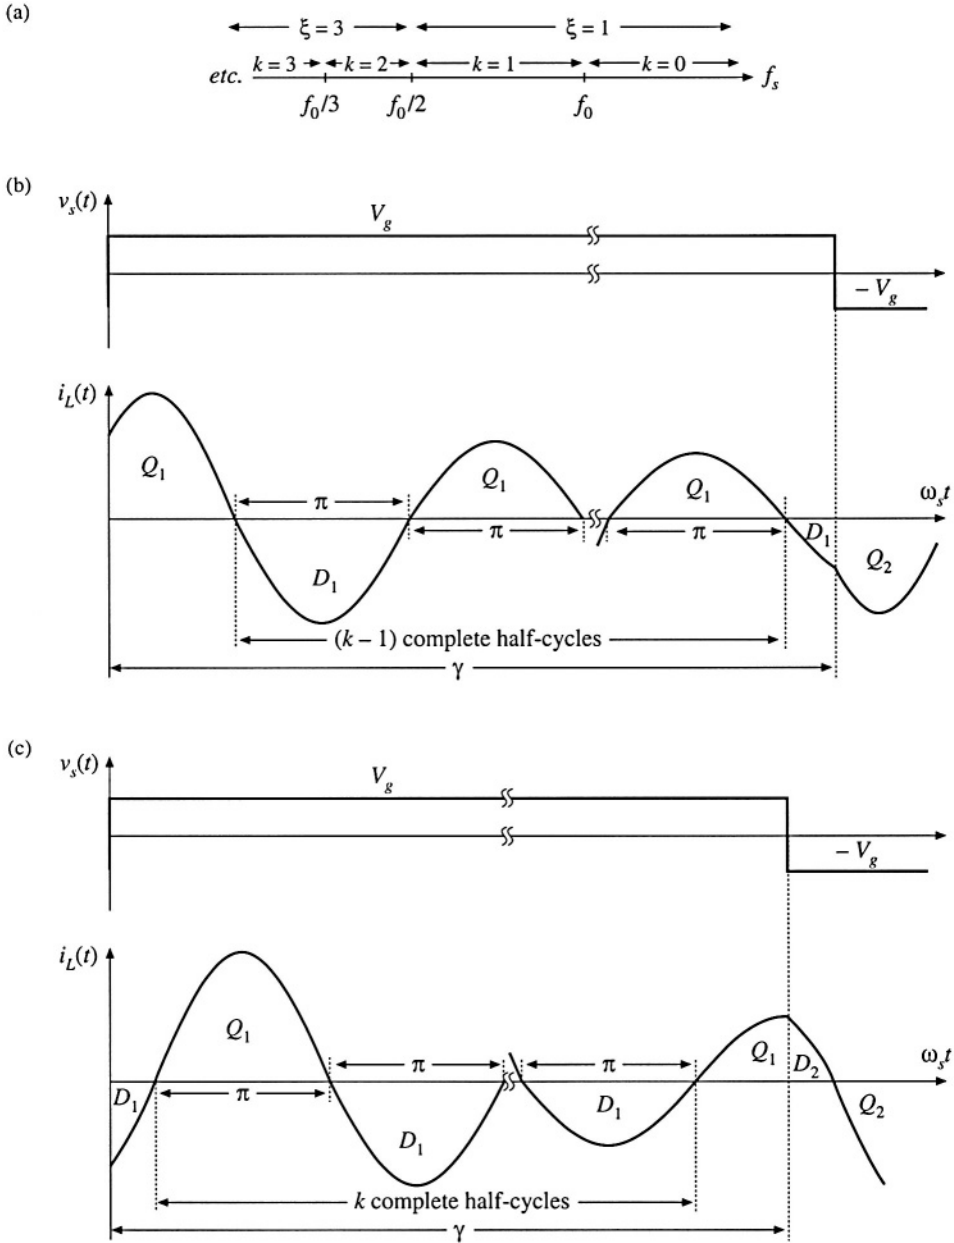 (a)
ξ = 3 ξ = 1
etc. k = 3 k = 2 k = 1 k = 0 f_s
f_0/3 f_0/2 f_0
(b)
v_s(t)
V_g
– V_g
i_L(t)
Q_1 π D_1 Q_1 π Q_1 π D_1 Q_2 ω_s t
(k – 1) complete half-cycles
γ
(c)
v_s(t)
V_g
– V_g
i_L(t)
D_1 Q_1 π π D_1 π D_1 Q_1 D_2 Q_2 ω_s t
k complete half-cycles
γ